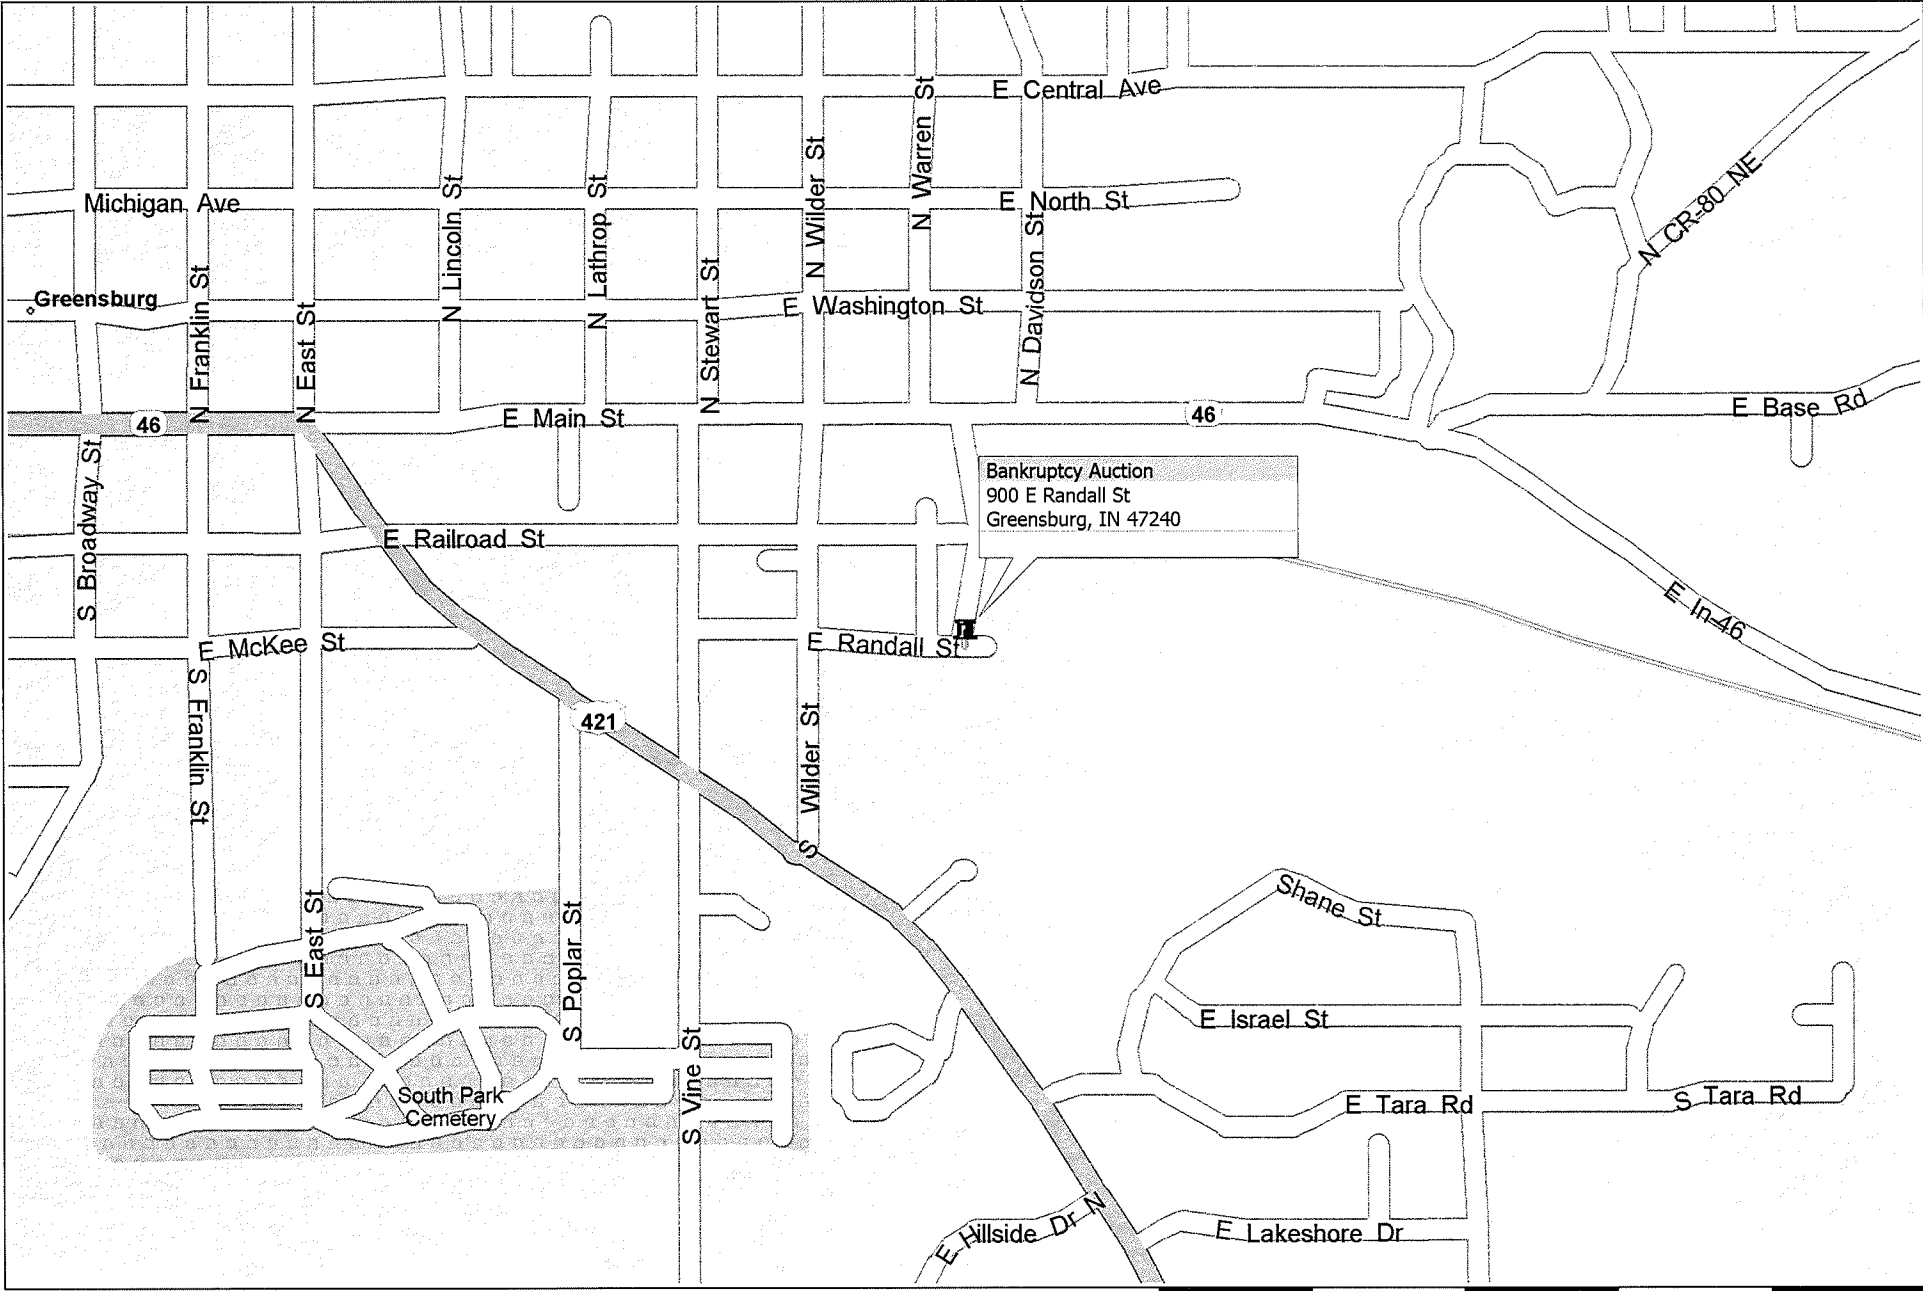 E Central Ave
N Warren St
N Wilder St
Michigan Ave
N Lincoln St
N Lathrop St
E North St
N CR-80 NE
N Davidson St
Greensburg
N Franklin St
N East St
N Stewart St
E Washington St
46
E Main St
46
E Base Rd
S Broadway St
Bankruptcy Auction
900 E Randall St
Greensburg, IN 47240
E Railroad St
E In-46
E McKee St
E Randall St
S Franklin St
421
S Wilder St
Shane St
S East St
S Poplar St
E Israel St
South Park
Cemetery
S Vine St
E Tara Rd
S Tara Rd
E Hillside Dr N
E Lakeshore Dr